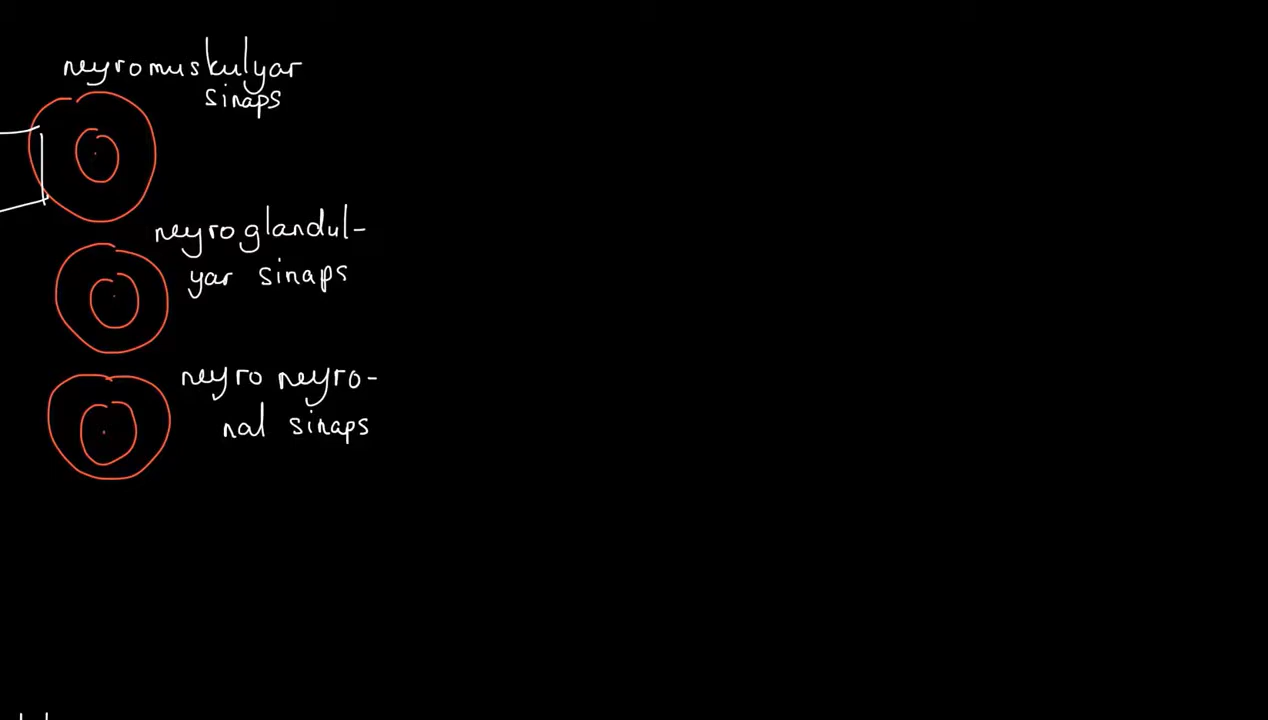 neyromuskulyar
sinaps
neyroglandul-
yar sinaps
neyro neyro-
nal sinaps